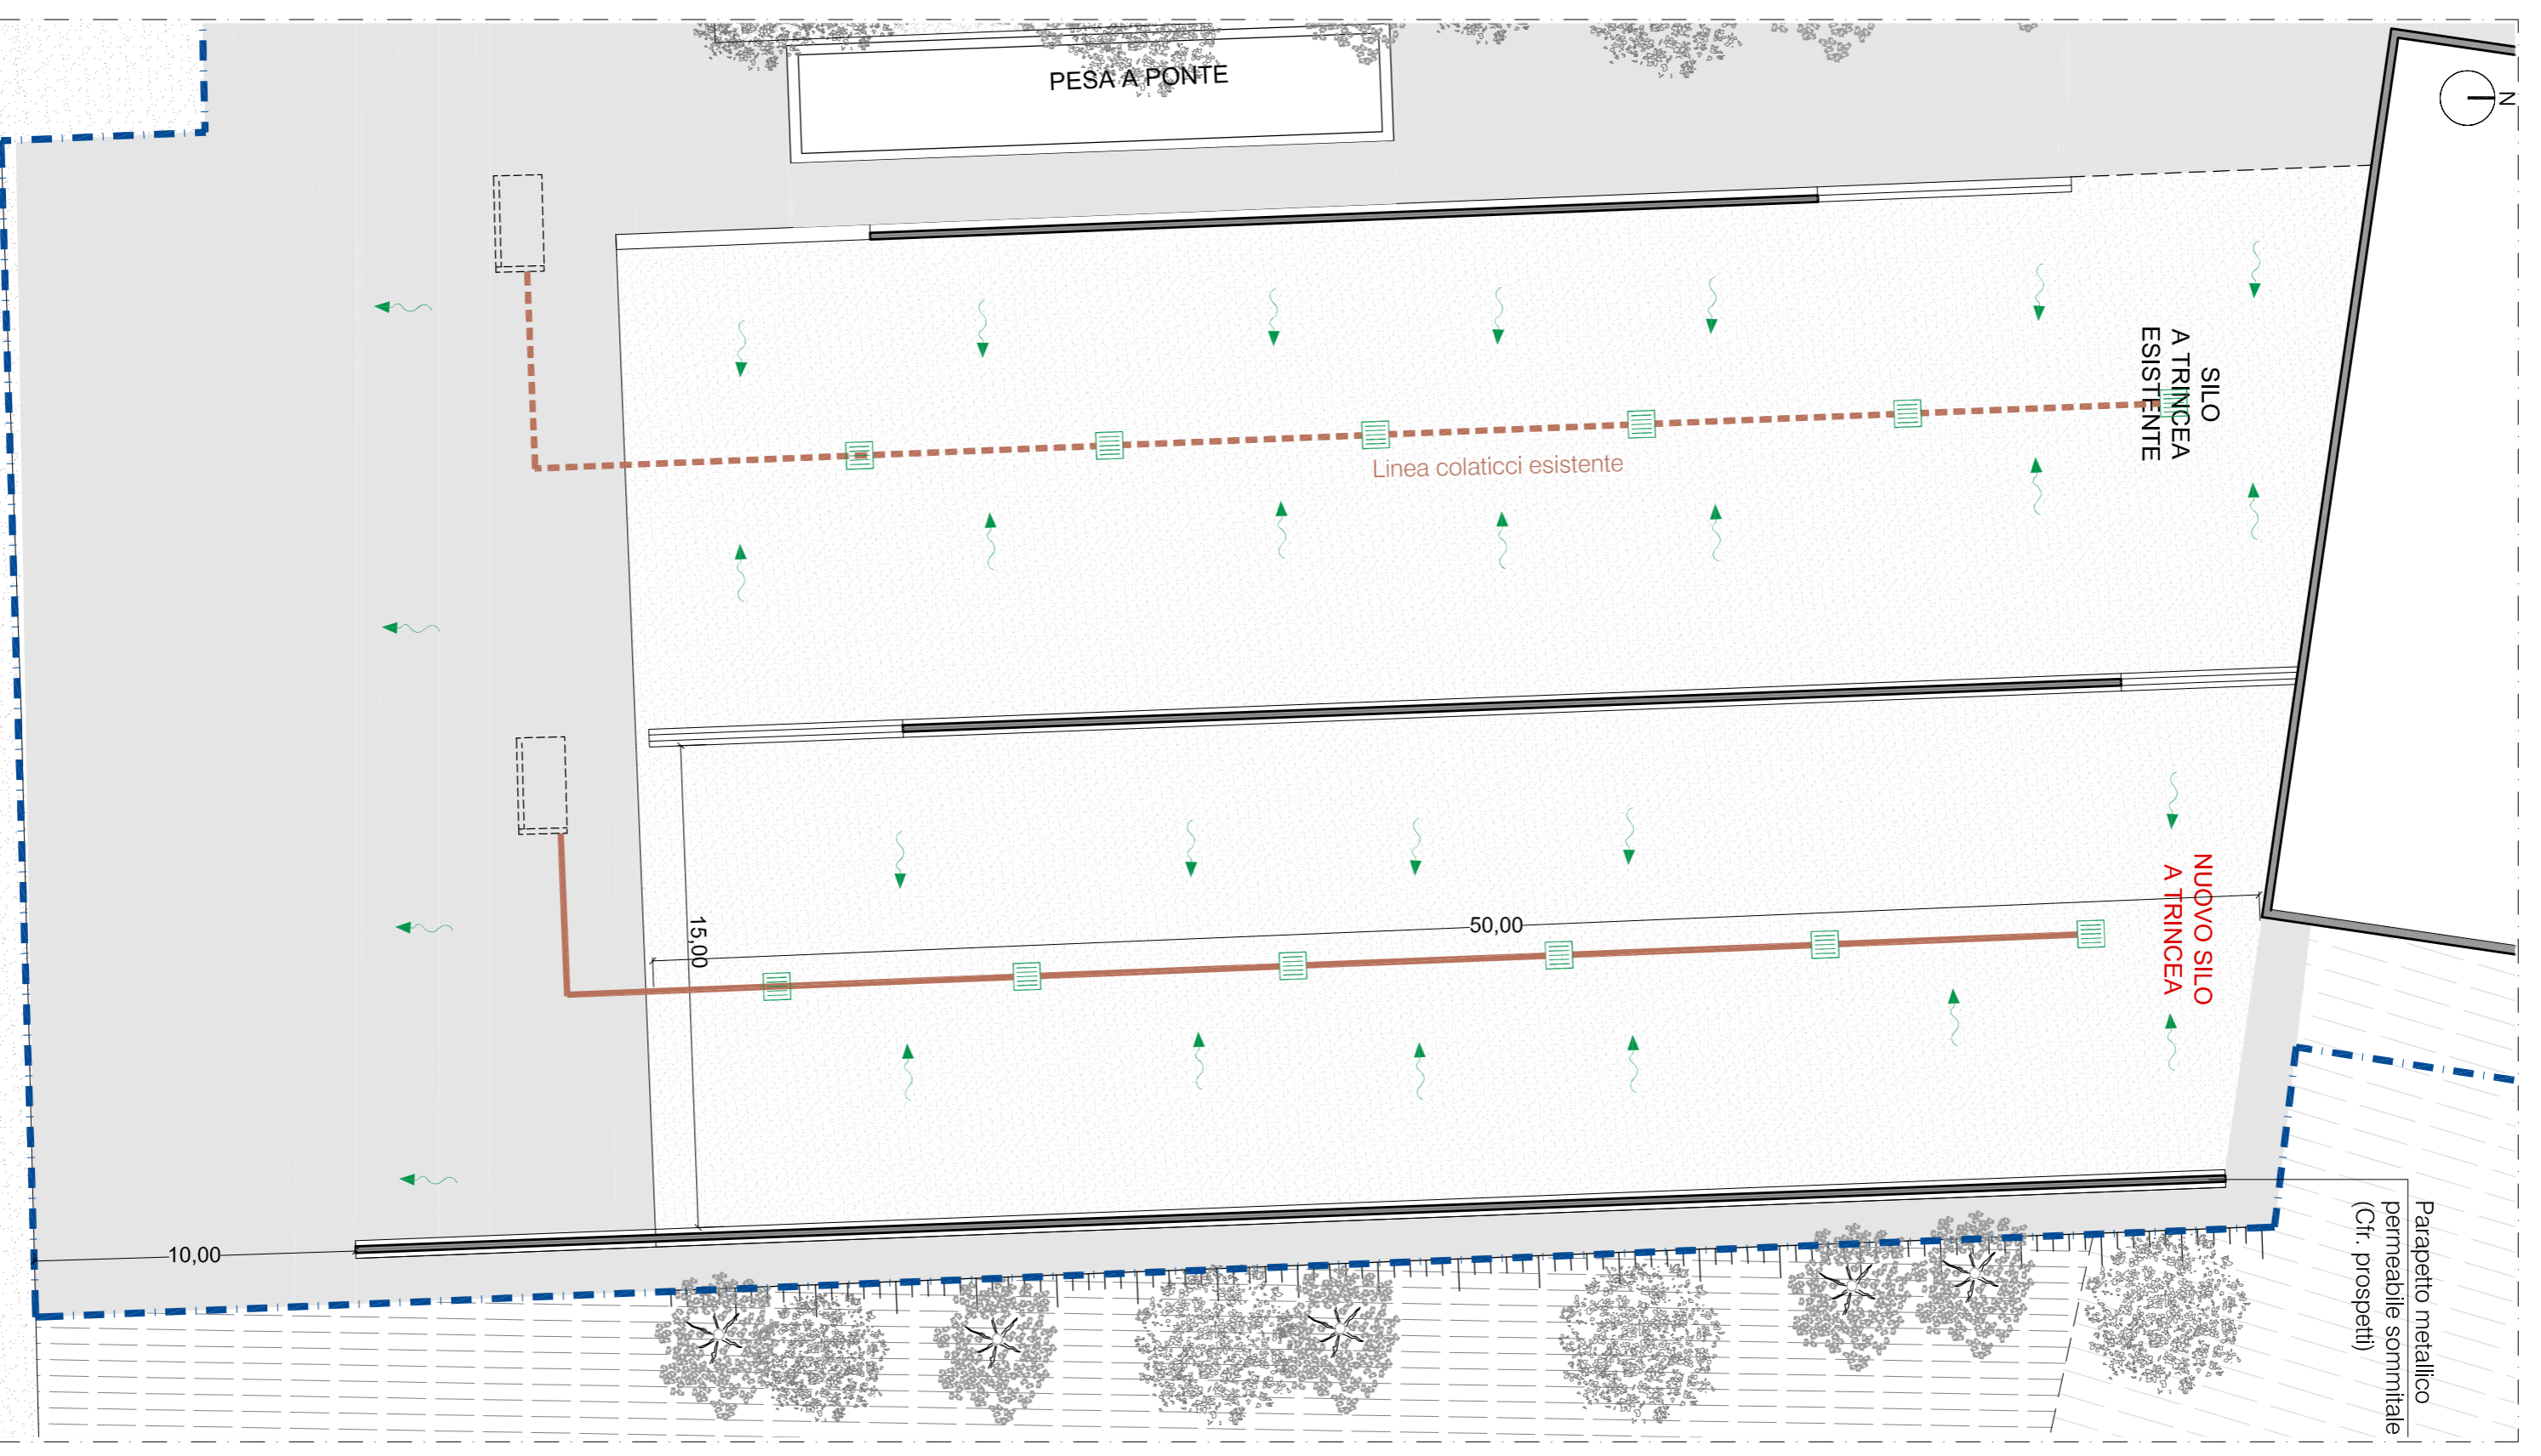 PESA A PONTE
N
SILO
A TRINCEA
ESISTENTE
Linea colaticci esistente
NUOVO SILO
A TRINCEA
50,00
15,00
10,00
Parapetto metallico
permeabile sommitale
(Cfr. prospetti)